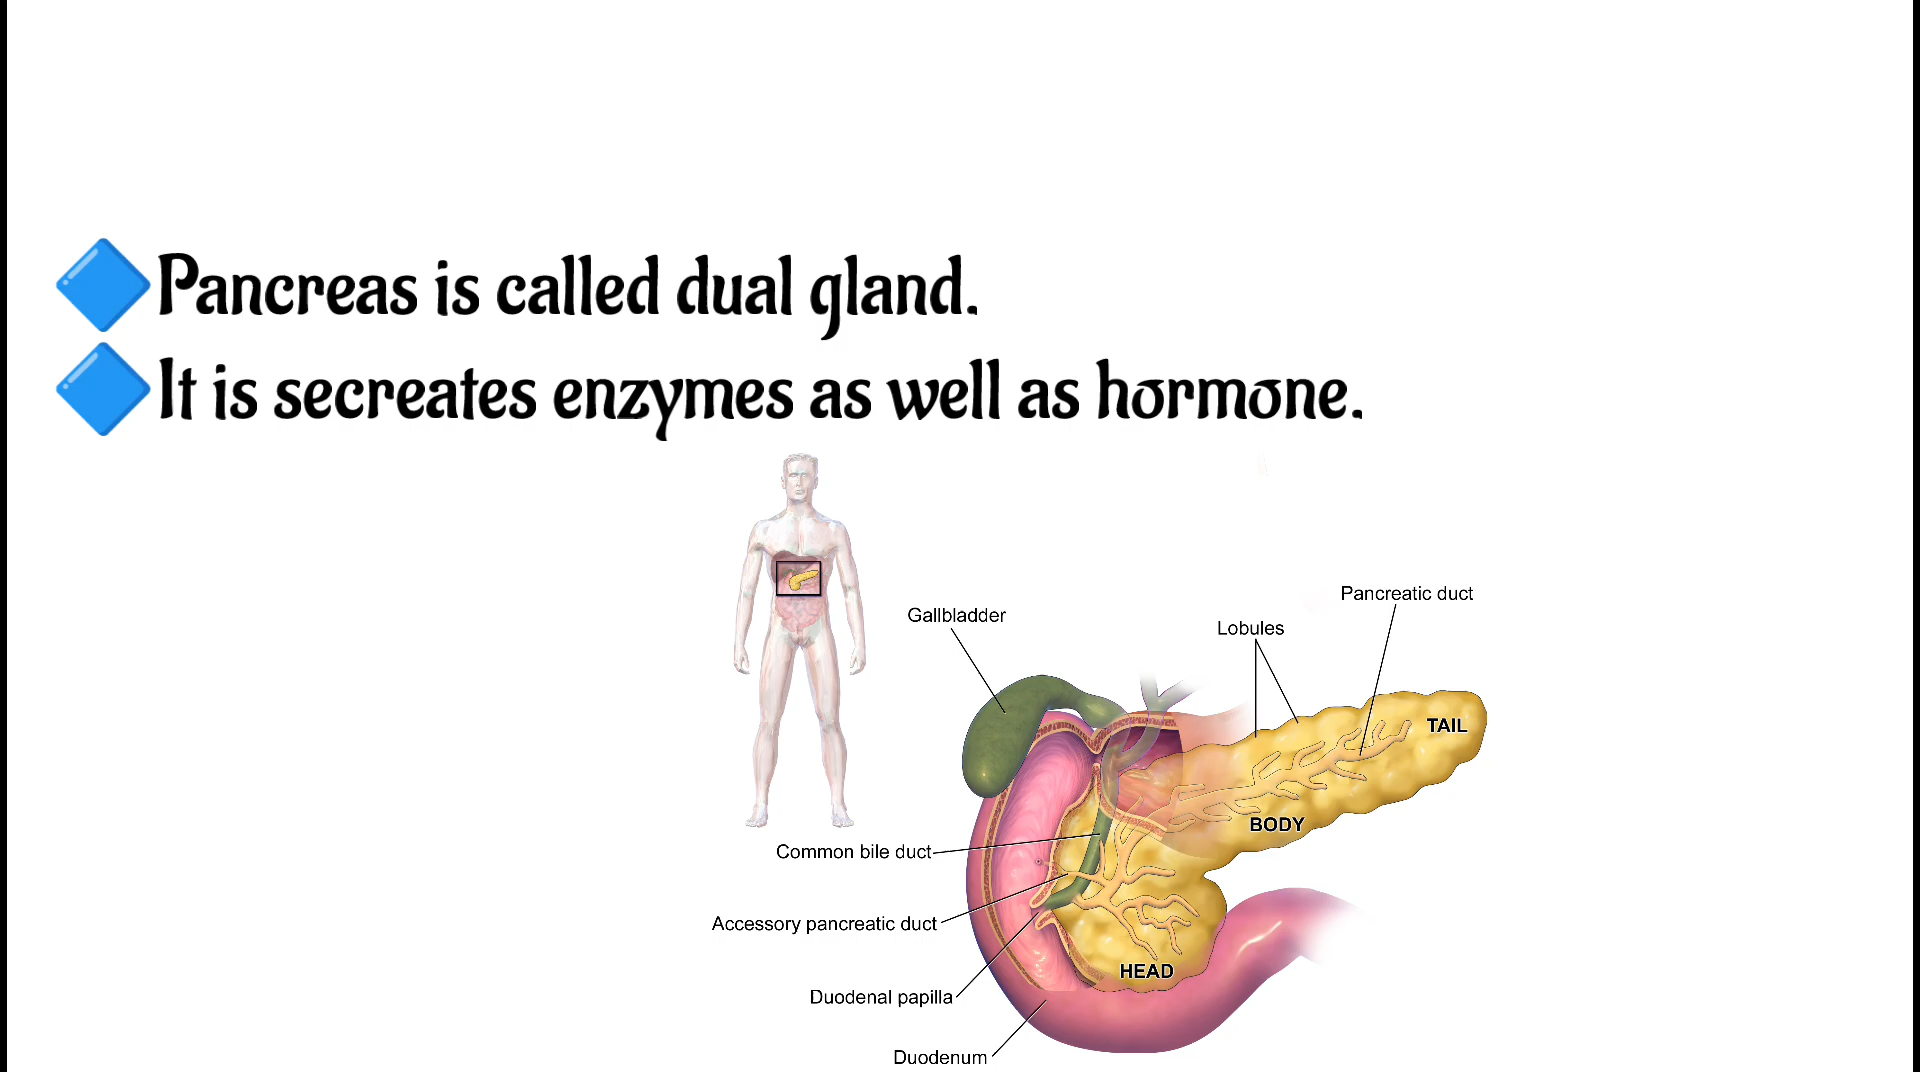 Pancreas is called dual gland.
It is secreates enzymes as well as hormone.
Pancreatic duct
Gallbladder
Lobules
TAIL
BODY
Common bile duct
Accessory pancreatic duct
HEAD
Duodenal papilla
Duodenum